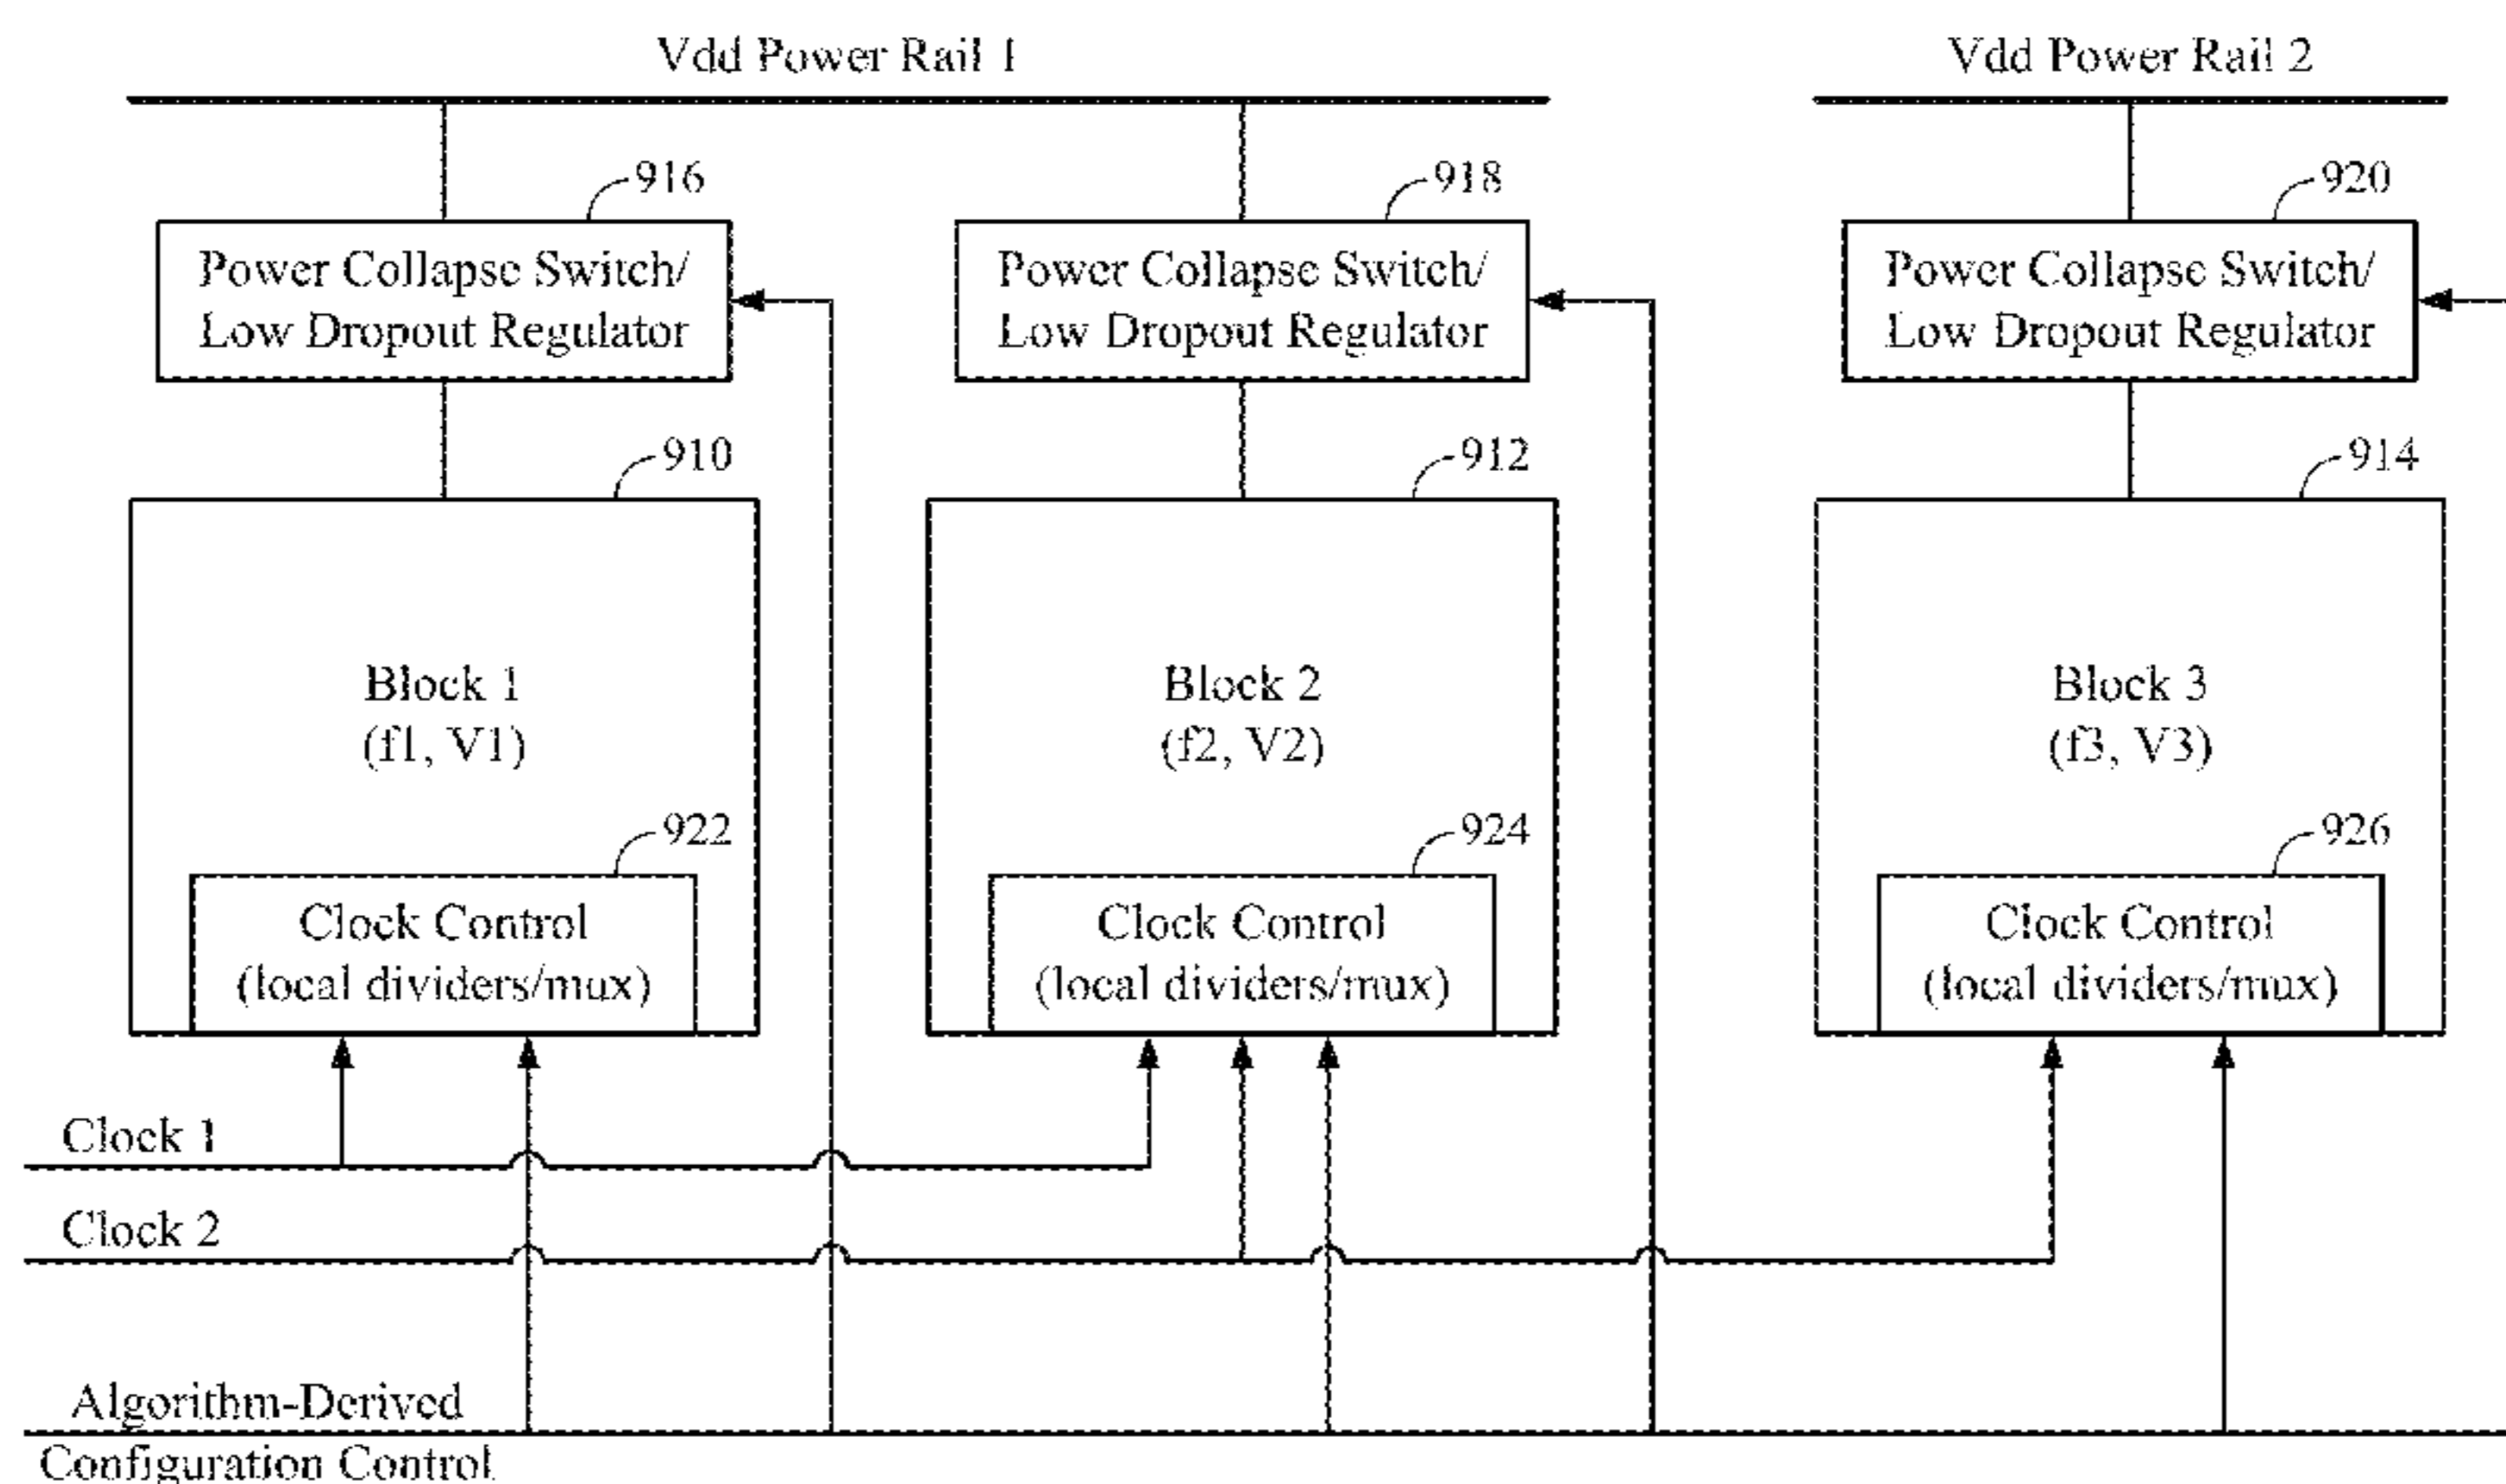 Vdd Power Rail 1
Vdd Power Rail 2
916
918
920
Power Collapse Switch/
Low Dropout Regulator
Power Collapse Switch/
Low Dropout Regulator
Power Collapse Switch/
Low Dropout Regulator
910
912
914
Block 1
(f1, V1)
Block 2
(f2, V2)
Block 3
(f3, V3)
922
924
926
Clock Control
(local dividers/mux)
Clock Control
(local dividers/mux)
Clock Control
(local dividers/mux)
Clock 1
Clock 2
Algorithm-Derived
Configuration Control